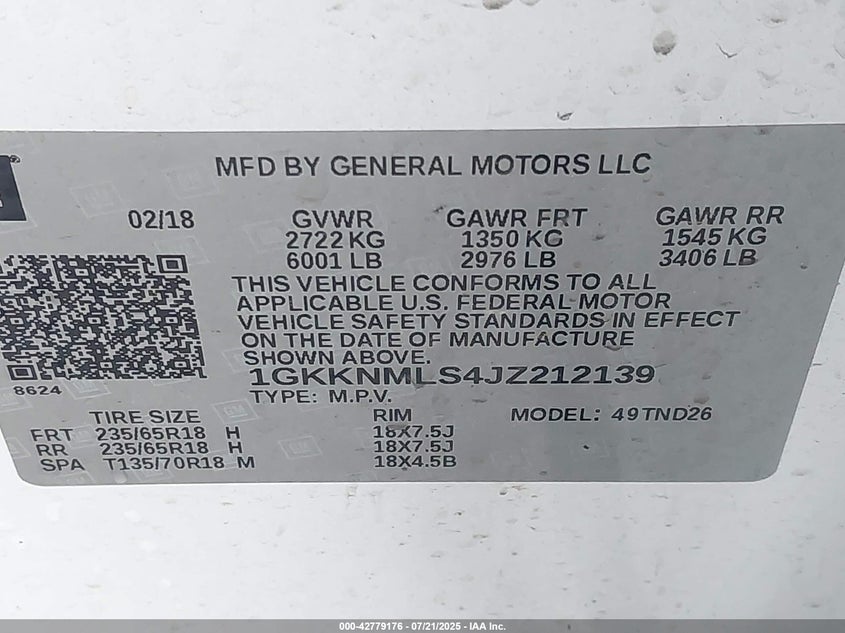 MFD BY GENERAL MOTORS LLC
02/18 GVWR GAWR FRT GAWR RR
2722 KG 1350 KG 1545 KG
6001 LB 2976 LB 3406 LB
THIS VEHICLE CONFORMS TO ALL
APPLICABLE U.S. FEDERAL MOTOR
VEHICLE SAFETY STANDARDS IN EFFECT
ON THE DATE OF MANUFACTURE
SHOWN ABOVE.
1GKKNMLS4JZ212139
8624
TYPE: M.P.V.
TIRE SIZE RIM MODEL: 49TND26
FRT 235/65R18 H 18X7.5J
RR 235/65R18 H 18X7.5J
SPA T135/70R18 M 18X4.5B
000-42779176 - 07/21/2025 - IAA Inc.